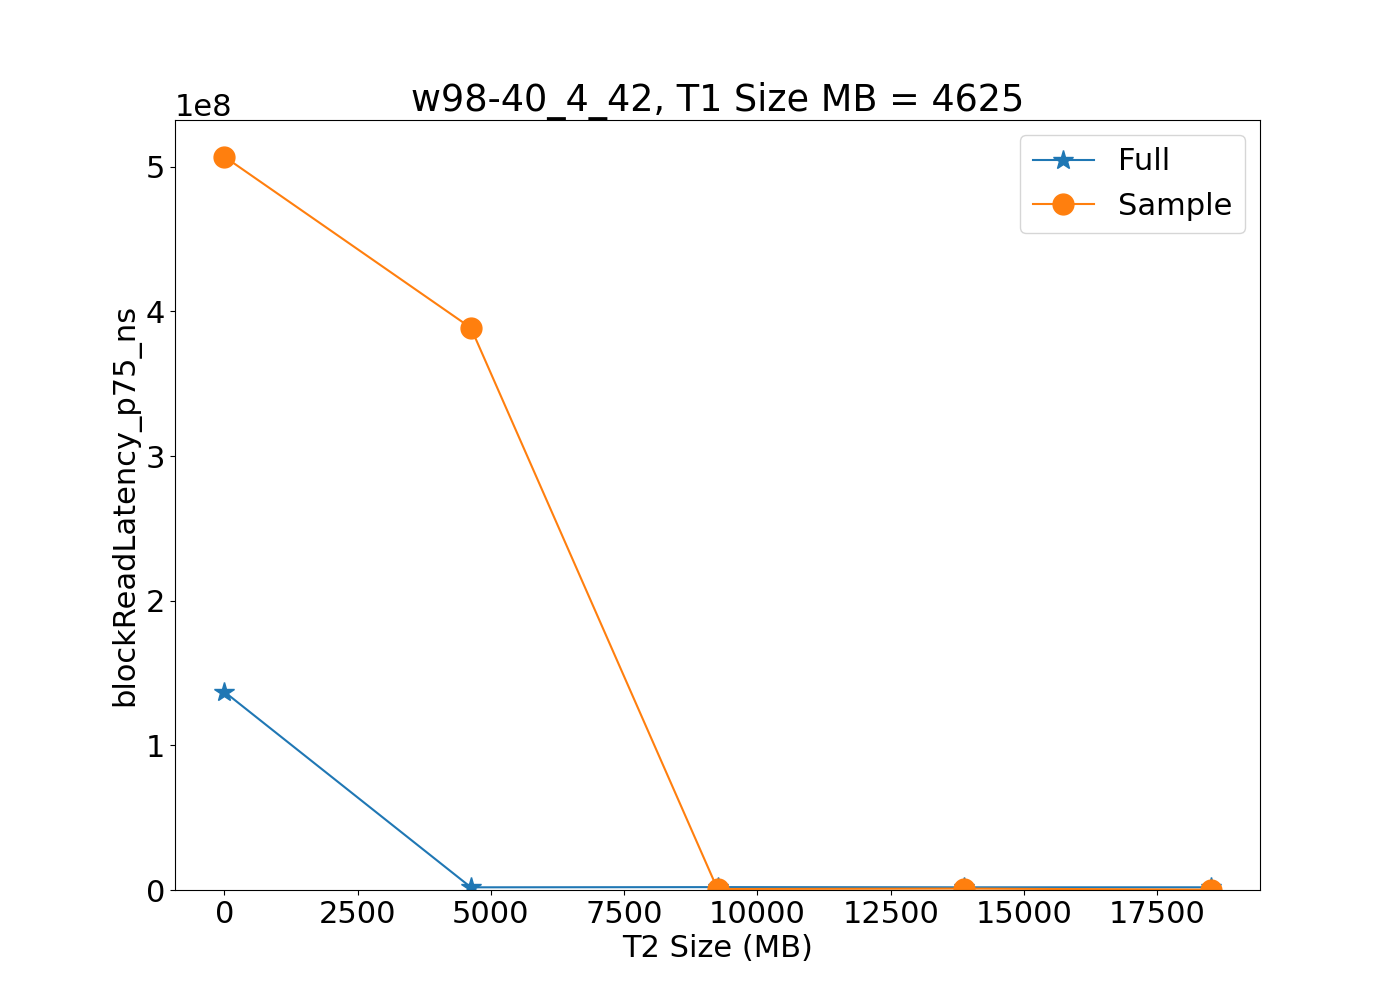 w98-40_4_42, T1 Size MB = 4625
1e8
Full
Sample
5
4
3
2
1
0
blockReadLatency_p75_ns
0 2500 5000 7500 10000 12500 15000 17500
T2 Size (MB)